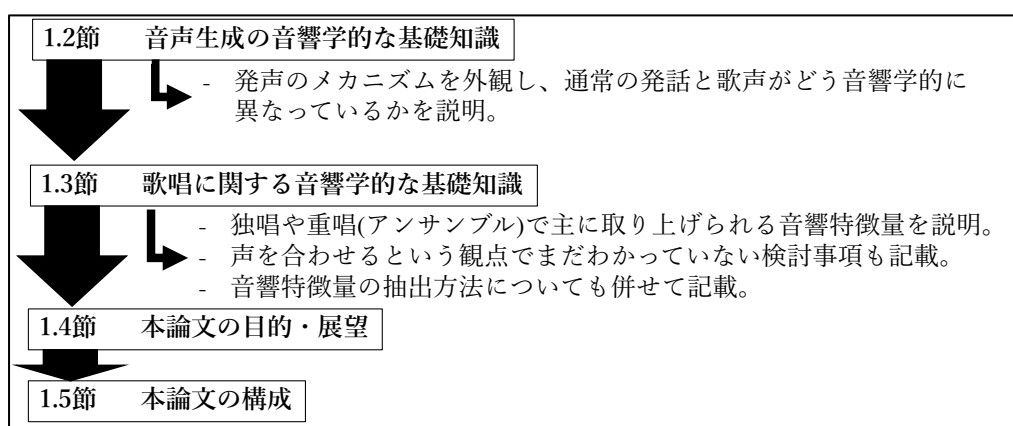 1.2節 音声生成の音響学的な基礎知識
- 発声のメカニズムを外観し、通常の発話と歌声がどう音響学的に
異なっているかを説明。
1.3節 歌唱に関する音響学的な基礎知識
- 独唱や重唱(アンサンブル)で主に取り上げられる音響特徴量を説明。
- 声を合わせるという観点でまだわかっていない検討事項も記載。
- 音響特徴量の抽出方法についても併せて記載。
1.4節 本論文の目的・展望
1.5節 本論文の構成